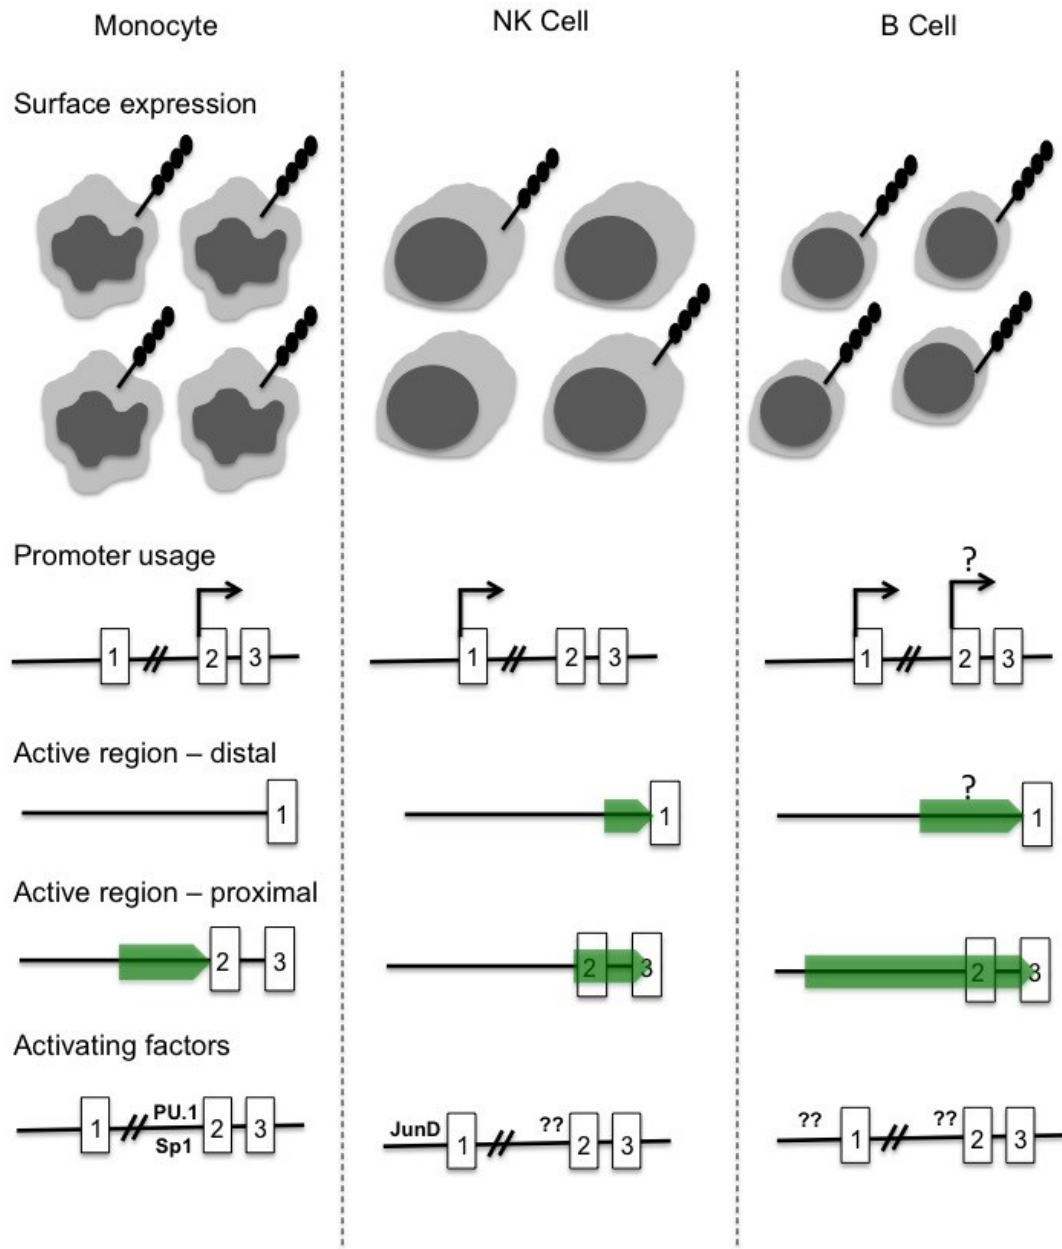 Monocyte
NK Cell
B Cell
Surface expression
Promoter usage
1 2 3
1 2 3
? 1 2 3
Active region – distal
1
1
? 1
Active region – proximal
2 3
2 3
2 3
Activating factors
1 PU.1 Sp1 2 3
JunD 1 ?? 2 3
?? 1 ?? 2 3